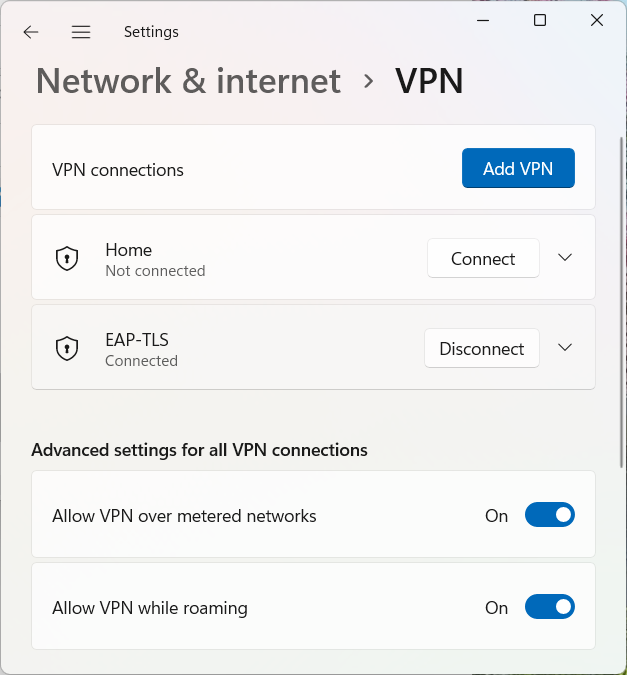 Settings
Network & internet > VPN
VPN connections
Add VPN
Home
Not connected
Connect
EAP-TLS
Connected
Disconnect
Advanced settings for all VPN connections
Allow VPN over metered networks
On
Allow VPN while roaming
On